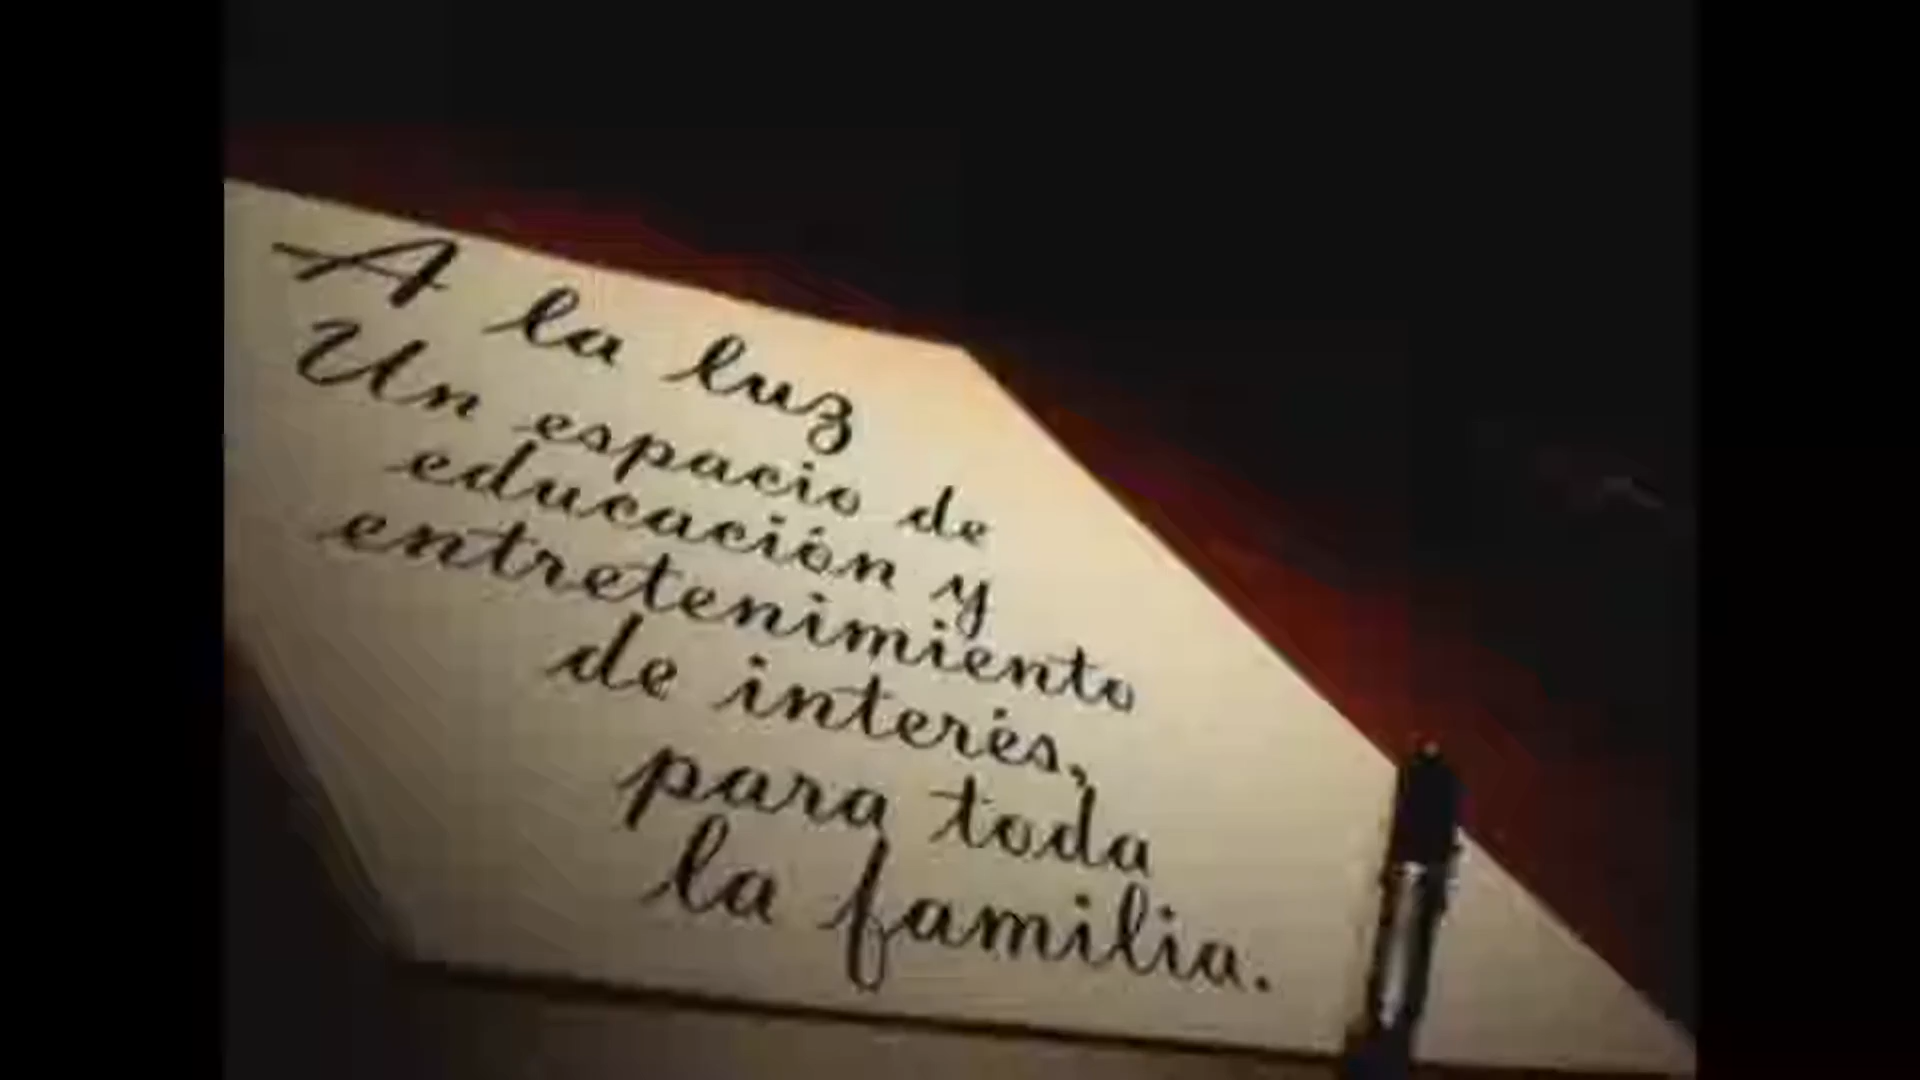 A la luz
Un espacio de
educación y
entretenimiento
de interés,
para toda
la familia.